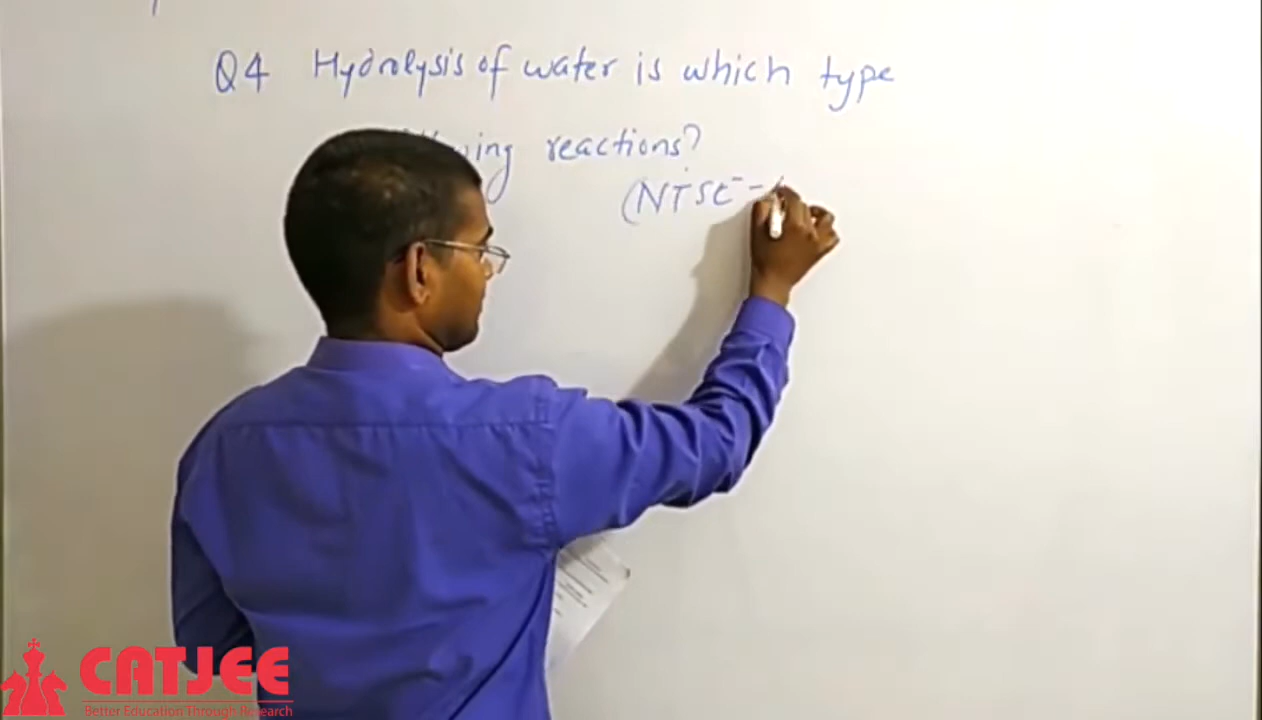 Q4 Hydrolysis of water is which type
reactions?
(NTSE -
CATJEE
Better Education Through Research